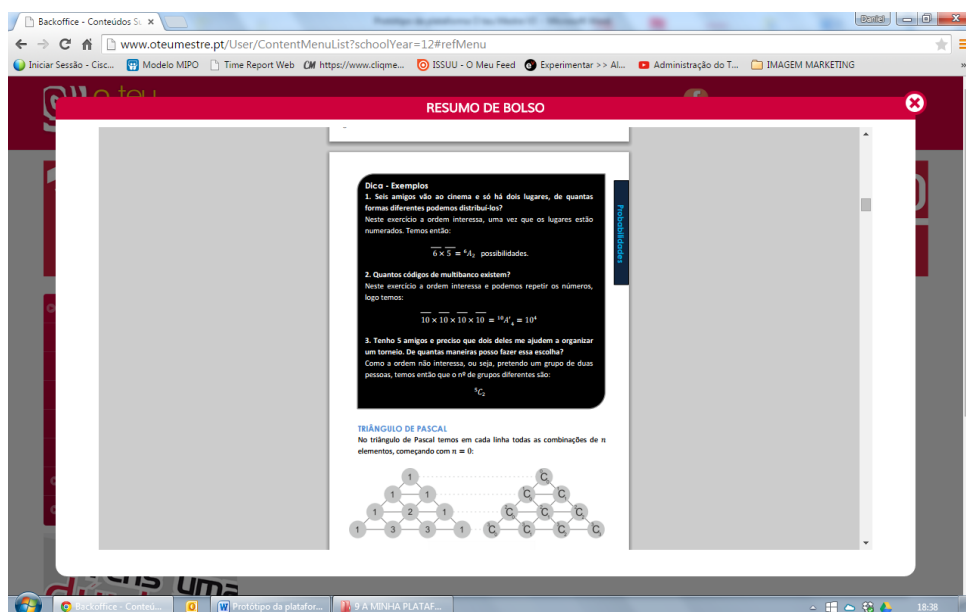 Backoffice - Conteúdos Su
Daniel
www.oteumestre.pt/User/ContentMenuList?schoolYear=12#refMenu
Iniciar Sessão - Cisc... Modelo MIPO Time Report Web https://www.cliqme... ISSUU - O Meu Feed Experimentar >> Al... Administração do T... IMAGEM MARKETING »
o teu
RESUMO DE BOLSO
Dica - Exemplos
1. Seis amigos vão ao cinema e só há dois lugares, de quantas
formas diferentes podemos distribuí-los?
Neste exercício a ordem interessa, uma vez que os lugares estão
numerados. Temos então:
6 × 5 = ⁶A₂ possibilidades.
2. Quantos códigos de multibanco existem?
Neste exercício a ordem interessa e podemos repetir os números,
logo temos:
10 × 10 × 10 × 10 = ¹⁰A'₄ = 10⁴
3. Tenho 5 amigos e preciso que dois deles me ajudem a organizar
um torneio. De quantas maneiras posso fazer essa escolha?
Como a ordem não interessa, ou seja, pretendo um grupo de duas
pessoas, temos então que o nº de grupos diferentes são:
⁵C₂
Probabilidades
TRIÂNGULO DE PASCAL
No triângulo de Pascal temos em cada linha todas as combinações de n
elementos, começando com n = 0:
1 C
1 1 C C
1 2 1 C C C
1 3 3 1 C C C C
uma
Backoffice - Conteú... Protótipo da platafor... 9 A MINHA PLATAF... 18:38